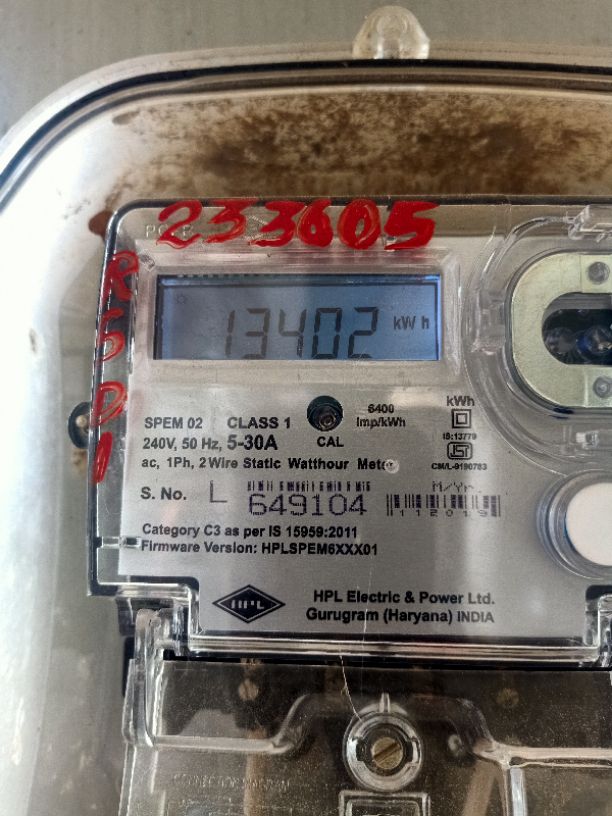 233605
R
S
D
1
13402 kWh
SPEM 02 CLASS 1
240V, 50 Hz, 5-30A
ac, 1Ph, 2Wire Static Watthour Meter
CAL
6400
Imp/kWh
kWh
IS:13779
CM/L-9190783
S. No. L 649104
M/Yr.
112019
Category C3 as per IS 15959:2011
Firmware Version: HPLSPEM6XXX01
HPL
HPL Electric & Power Ltd.
Gurugram (Haryana) INDIA